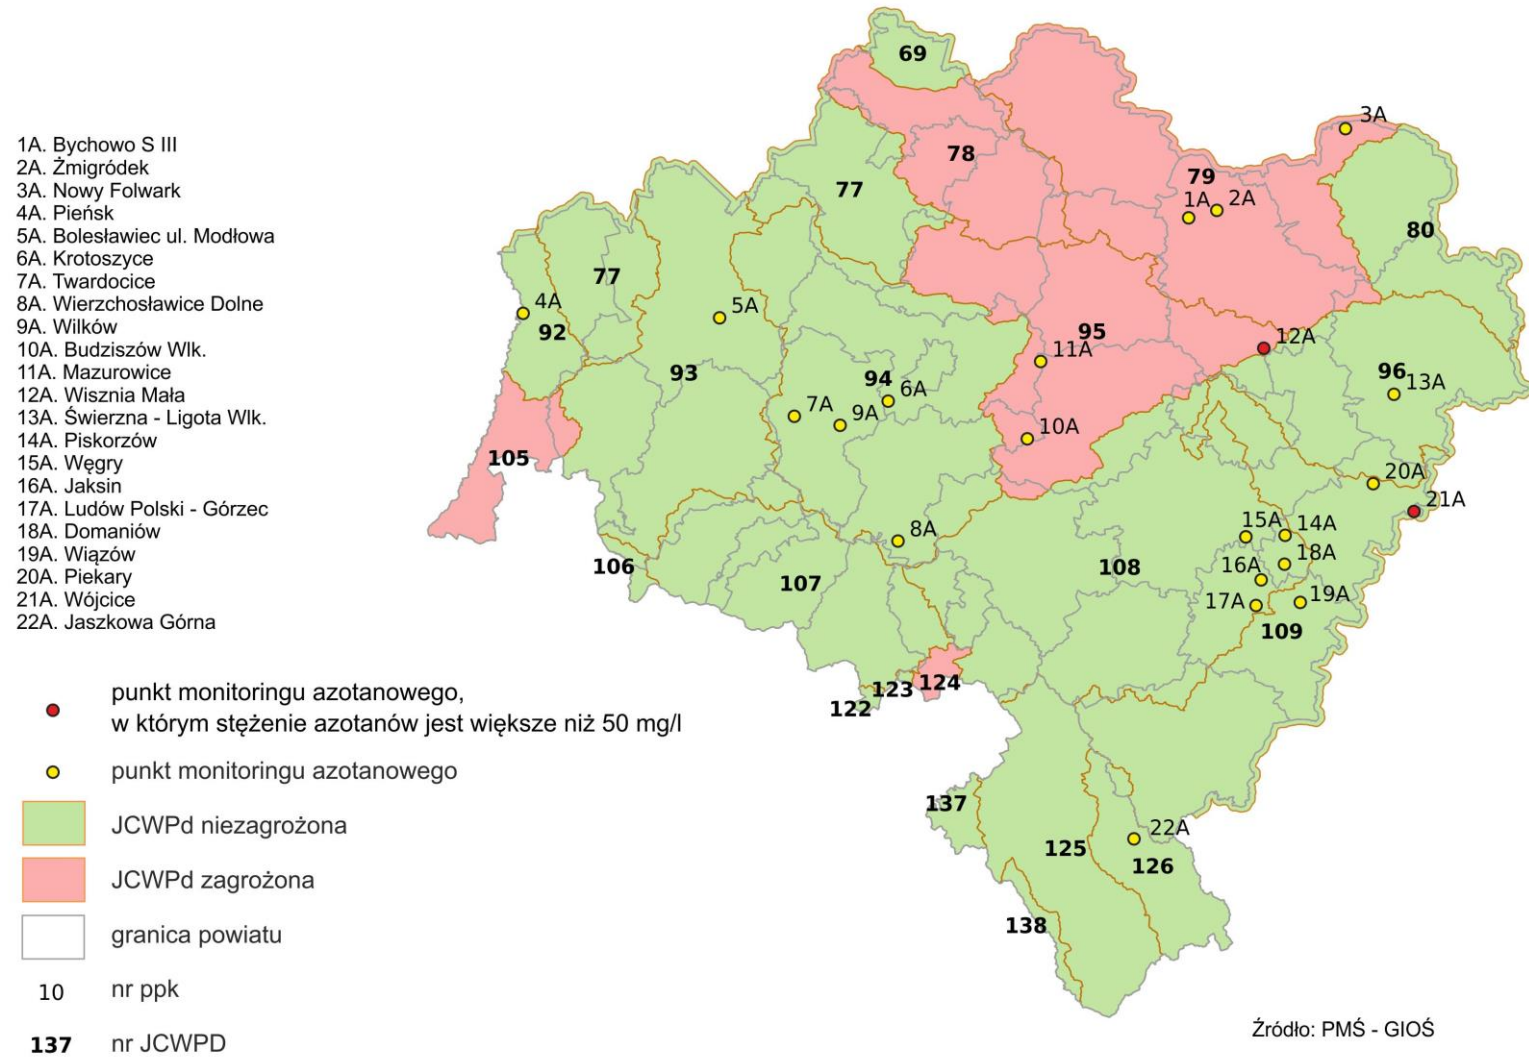 1A. Bychowo S III
2A. Żmigródek
3A. Nowy Folwark
4A. Pieńsk
5A. Bolesławiec ul. Modłowa
6A. Krotoszyce
7A. Twardocice
8A. Wierzchosławice Dolne
9A. Wilków
10A. Budziszów Wlk.
11A. Mazurowice
12A. Wisznia Mała
13A. Świerzna - Ligota Wlk.
14A. Piskorzów
15A. Węgry
16A. Jaksin
17A. Ludów Polski - Górzec
18A. Domaniów
19A. Wiązów
20A. Piekary
21A. Wójcice
22A. Jaszkowa Górna
punkt monitoringu azotanowego,
w którym stężenie azotanów jest większe niż 50 mg/l
punkt monitoringu azotanowego
JCWPd niezagrożona
JCWPd zagrożona
granica powiatu
10 nr ppk
137 nr JCWPD
69
3A
78
79
77
1A
2A
80
77
4A
92
5A
95
12A
11A
93
94
96
6A
13A
7A
9A
10A
105
20A
21A
15A
14A
8A
18A
106
107
108
16A
17A
19A
109
123
124
122
137
22A
125
126
138
Źródło: PMŚ - GIOŚ